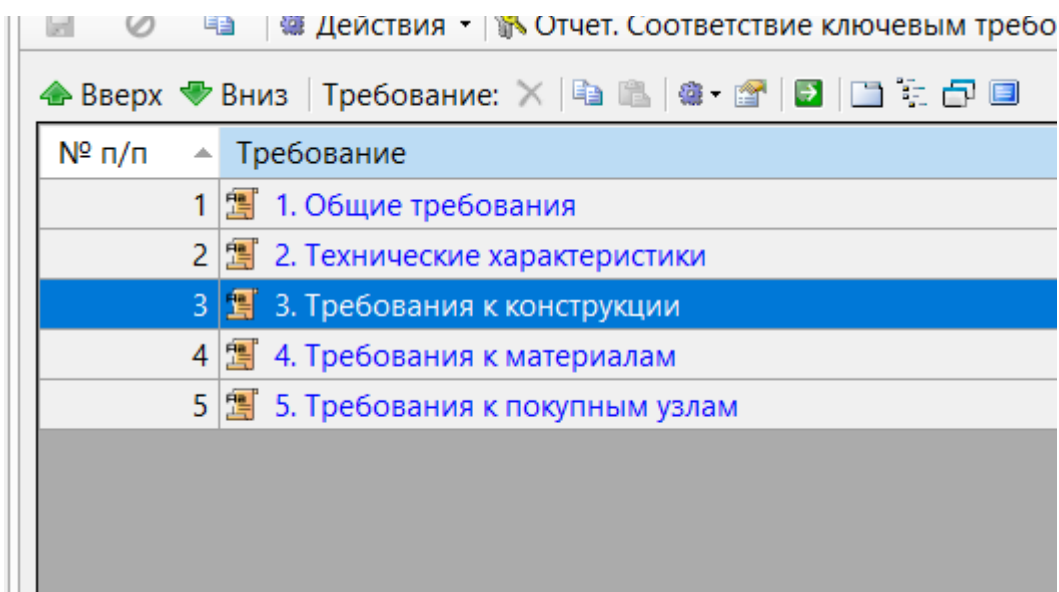 Действия Отчет. Соответствие ключевым требо
Вверх Вниз Требование:
№ п/п Требование
1 1. Общие требования
2 2. Технические характеристики
3 3. Требования к конструкции
4 4. Требования к материалам
5 5. Требования к покупным узлам